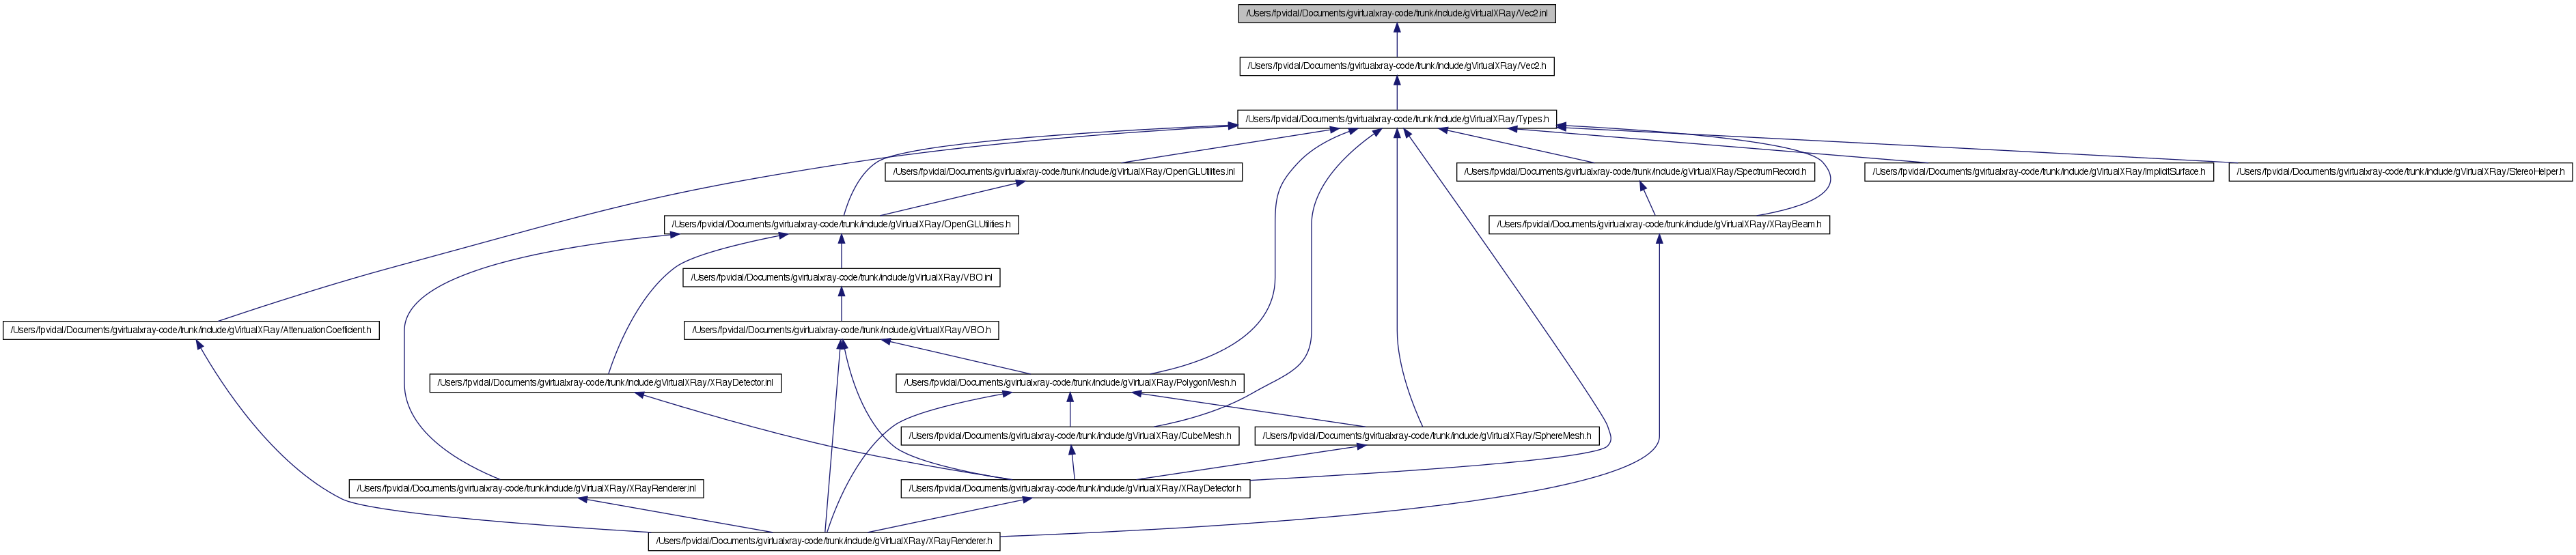 /Users/fpvidal/Documents/gvirtualxray-code/trunk/include/gVirtualXRay/Vec2.inl
/Users/fpvidal/Documents/gvirtualxray-code/trunk/include/gVirtualXRay/Vec2.h
/Users/fpvidal/Documents/gvirtualxray-code/trunk/include/gVirtualXRay/Types.h
/Users/fpvidal/Documents/gvirtualxray-code/trunk/include/gVirtualXRay/OpenGLUtilities.inl
/Users/fpvidal/Documents/gvirtualxray-code/trunk/include/gVirtualXRay/SpectrumRecord.h
/Users/fpvidal/Documents/gvirtualxray-code/trunk/include/gVirtualXRay/ImplicitSurface.h
/Users/fpvidal/Documents/gvirtualxray-code/trunk/include/gVirtualXRay/StereoHelper.h
/Users/fpvidal/Documents/gvirtualxray-code/trunk/include/gVirtualXRay/OpenGLUtilities.h
/Users/fpvidal/Documents/gvirtualxray-code/trunk/include/gVirtualXRay/XRayBeam.h
/Users/fpvidal/Documents/gvirtualxray-code/trunk/include/gVirtualXRay/VBO.inl
/Users/fpvidal/Documents/gvirtualxray-code/trunk/include/gVirtualXRay/AttenuationCoefficient.h
/Users/fpvidal/Documents/gvirtualxray-code/trunk/include/gVirtualXRay/VBO.h
/Users/fpvidal/Documents/gvirtualxray-code/trunk/include/gVirtualXRay/XRayDetector.inl
/Users/fpvidal/Documents/gvirtualxray-code/trunk/include/gVirtualXRay/PolygonMesh.h
/Users/fpvidal/Documents/gvirtualxray-code/trunk/include/gVirtualXRay/CubeMesh.h
/Users/fpvidal/Documents/gvirtualxray-code/trunk/include/gVirtualXRay/SphereMesh.h
/Users/fpvidal/Documents/gvirtualxray-code/trunk/include/gVirtualXRay/XRayRenderer.inl
/Users/fpvidal/Documents/gvirtualxray-code/trunk/include/gVirtualXRay/XRayDetector.h
/Users/fpvidal/Documents/gvirtualxray-code/trunk/include/gVirtualXRay/XRayRenderer.h